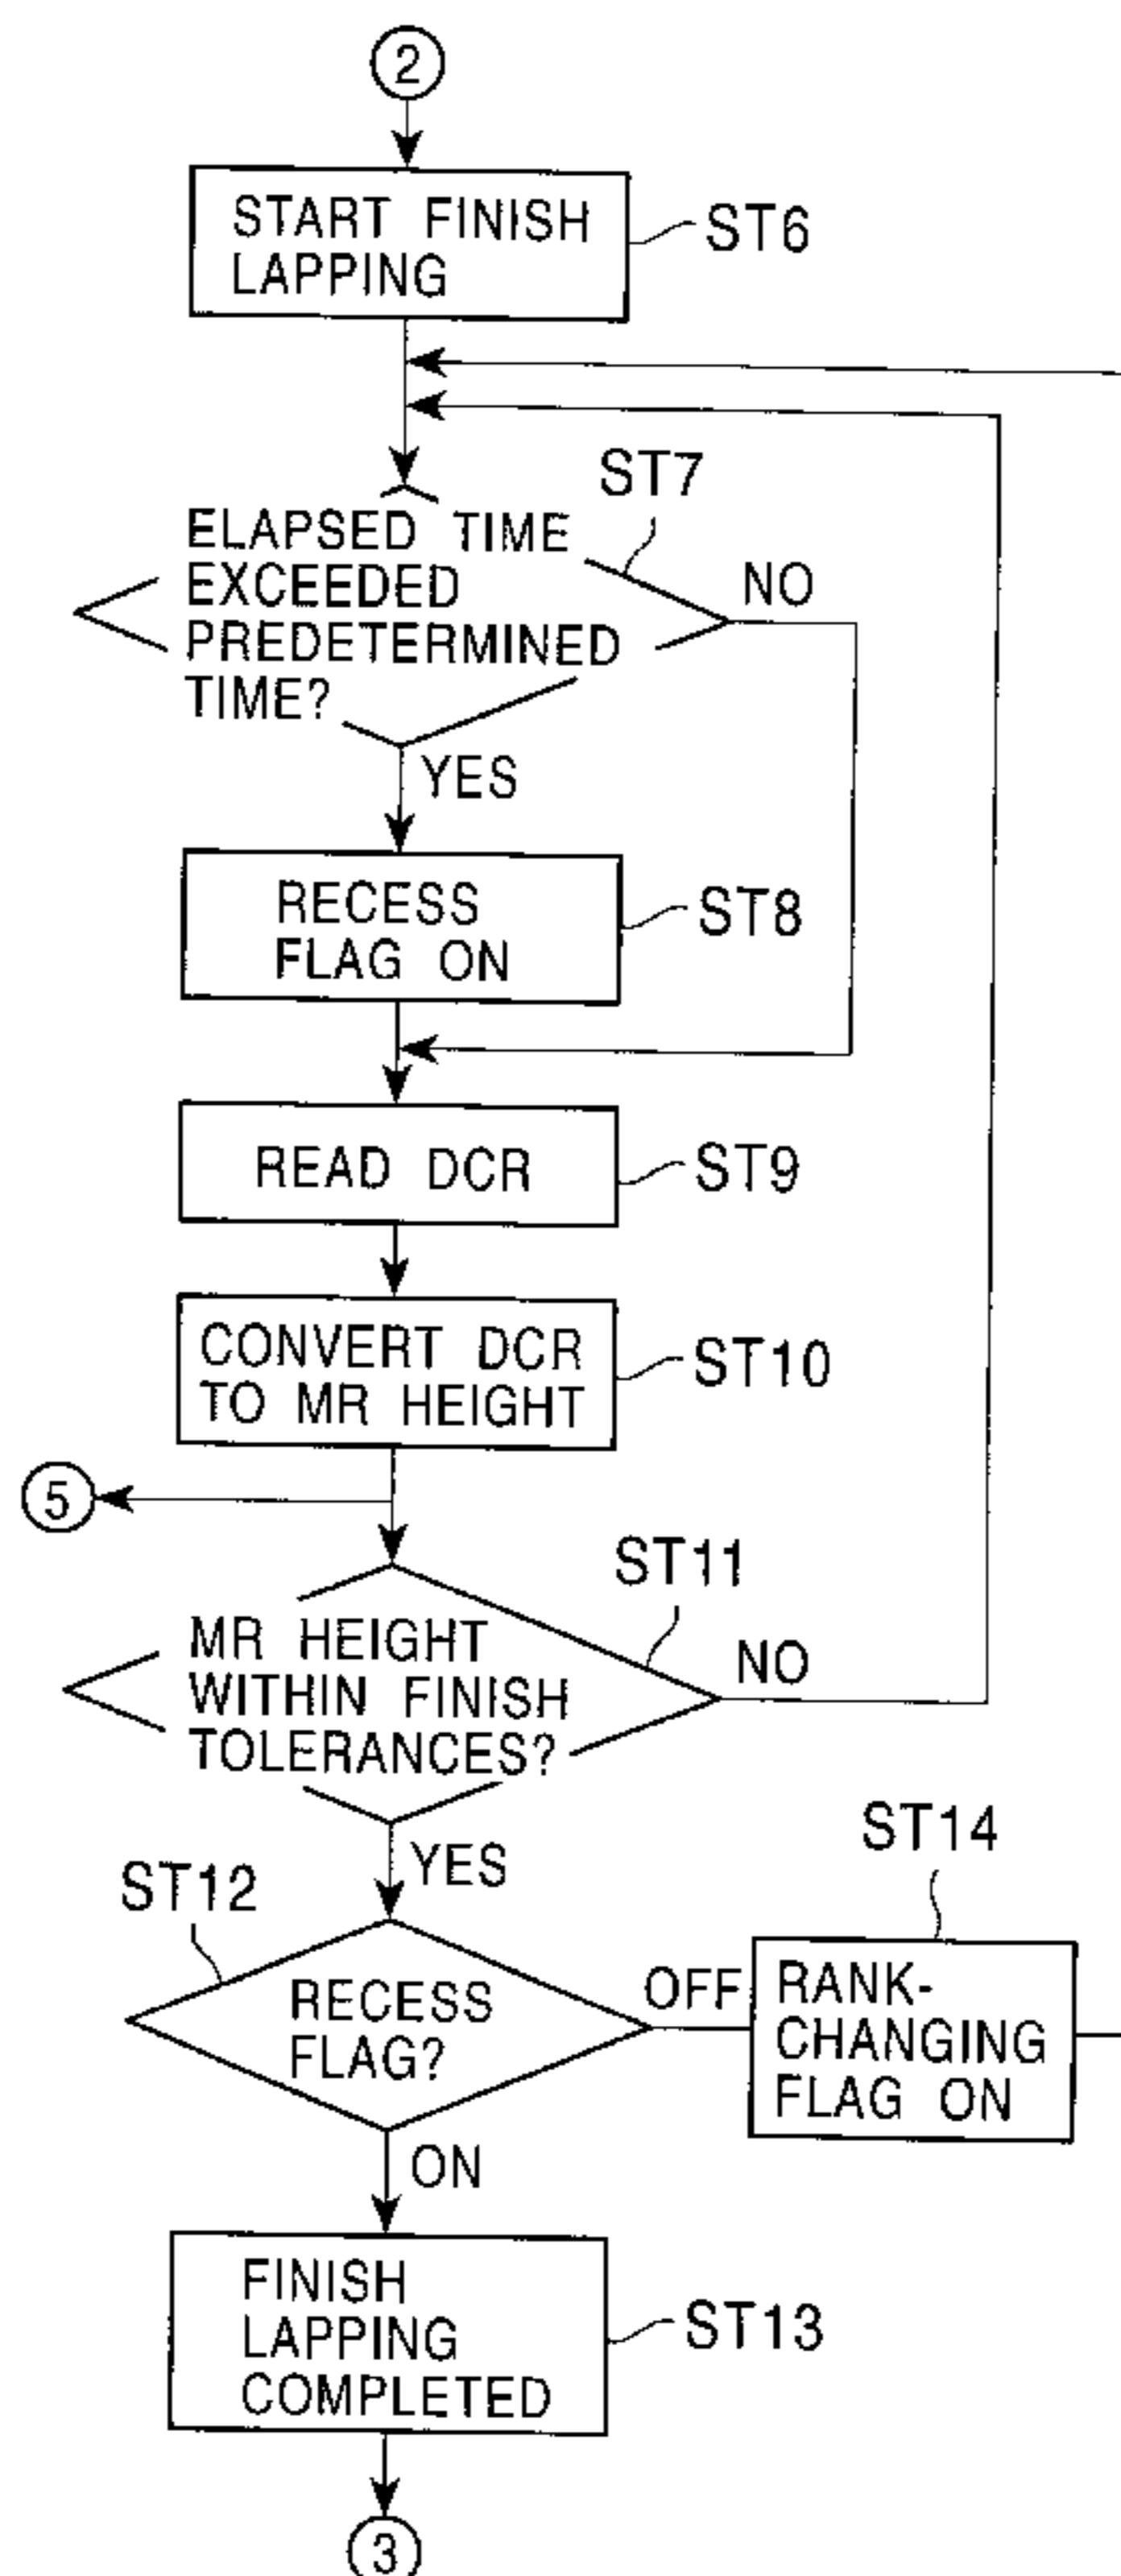 2
START FINISH
LAPPING
ST6
ST7
ELAPSED TIME
EXCEEDED
PREDETERMINED
TIME?
NO
YES
RECESS
FLAG ON
ST8
READ DCR
ST9
CONVERT DCR
TO MR HEIGHT
ST10
5
ST11
MR HEIGHT
WITHIN FINISH
TOLERANCES?
NO
YES
ST12
RECESS
FLAG?
OFF
ST14
RANK-
CHANGING
FLAG ON
ON
FINISH
LAPPING
COMPLETED
ST13
3